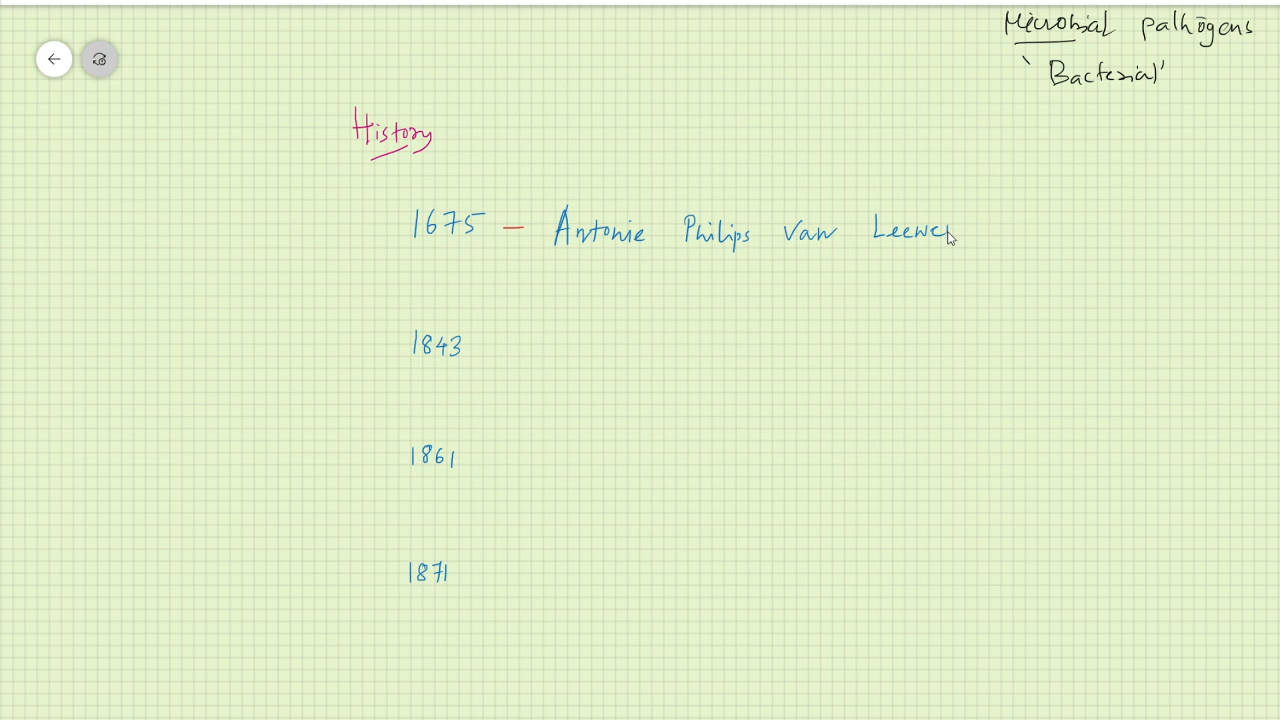 Microbial pathogens
'Bacterial'
History
1675 - Antonie Philips Van Leewe
1843
1861
1871